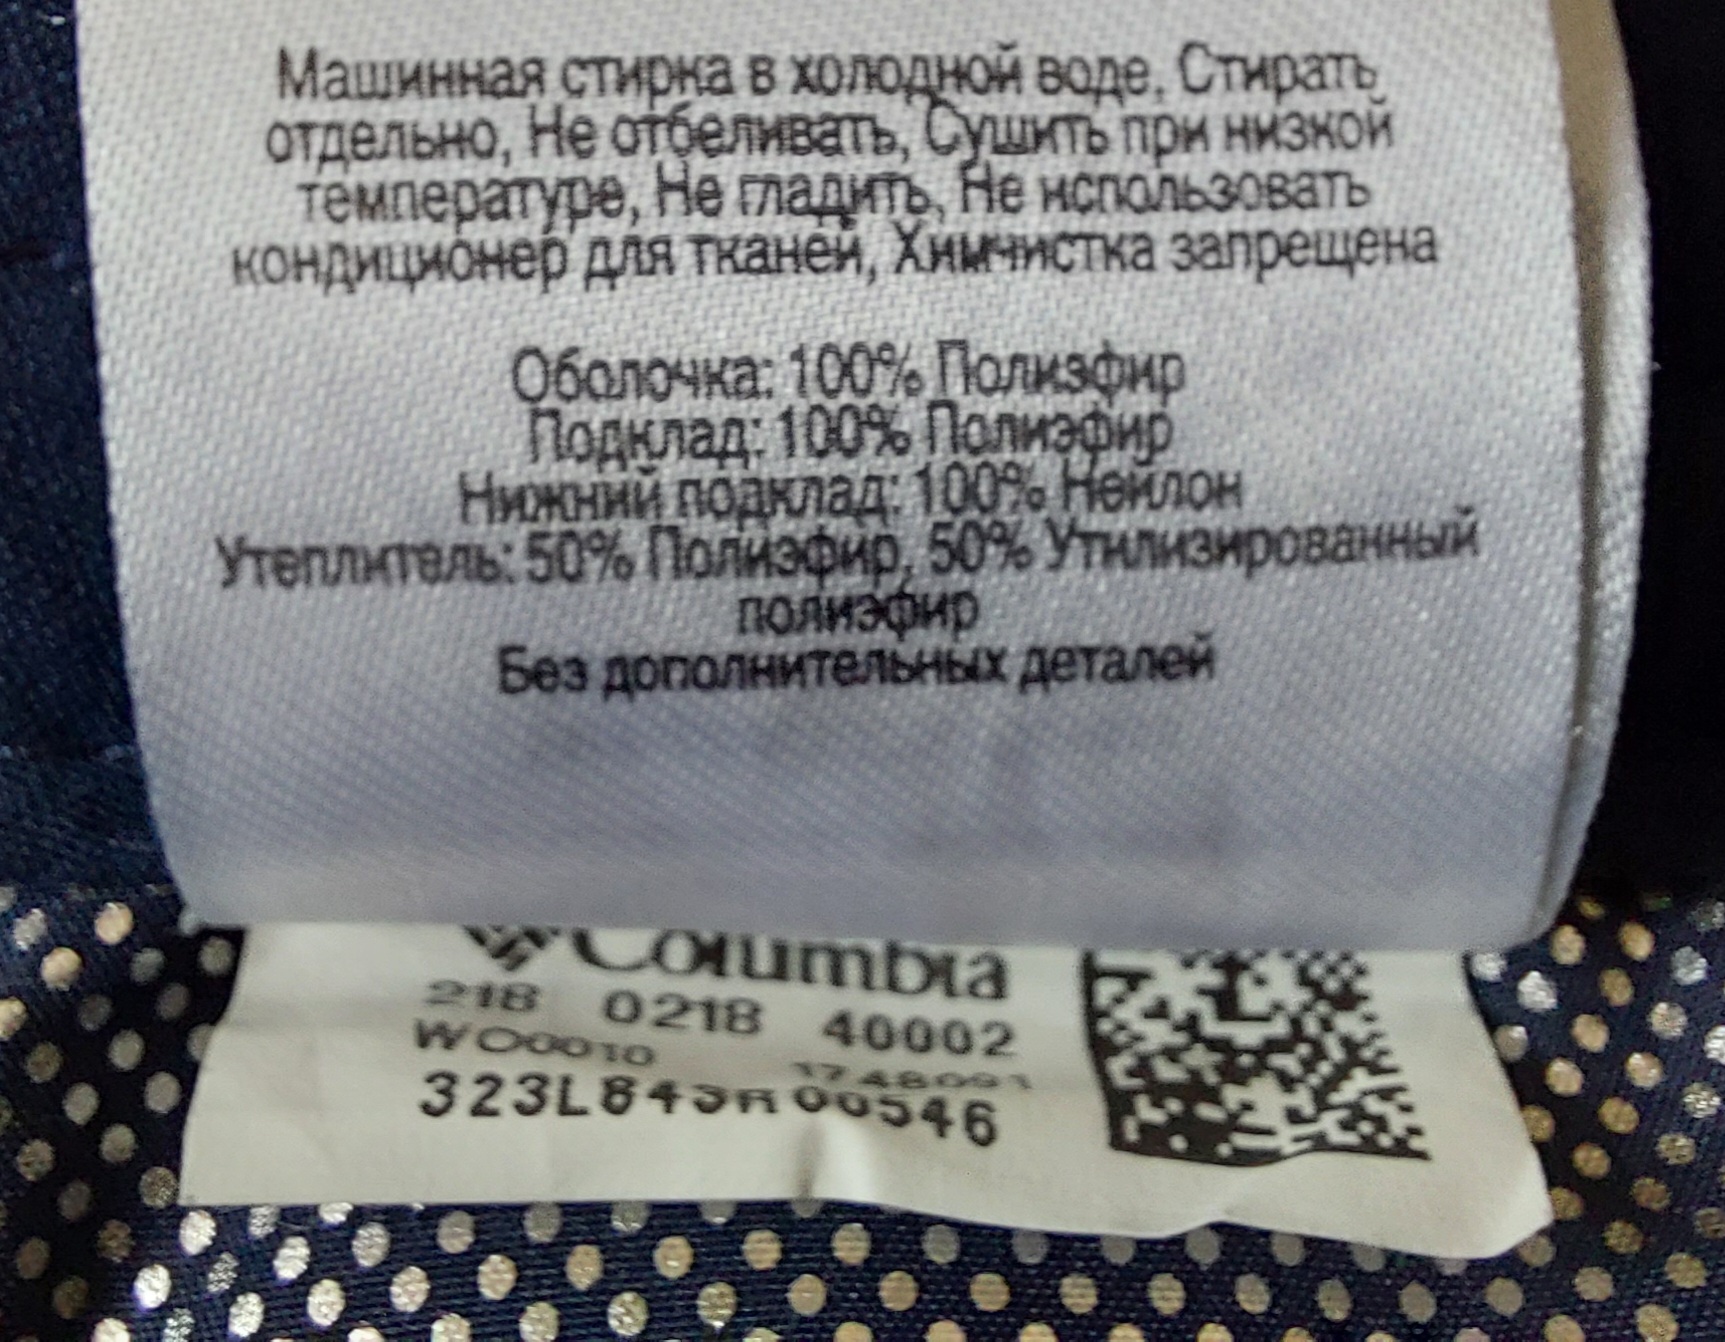 Машинная стирка в холодной воде, Стирать
отдельно, Не отбеливать, Сушить при низкой
температуре, Не гладить, Не использовать
кондиционер для тканей, Химчистка запрещена
Оболочка: 100% Полиэфир
Подклад: 100% Полиэфир
Нижний подклад: 100% Нейлон
Утеплитель: 50% Полиэфир, 50% Утилизированный
полиэфир
Без дополнительных деталей
Columbia
218 0218 40002
WO0010 1748091
323L843R00546